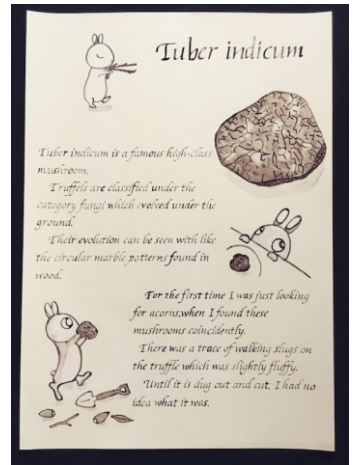 Tuber indicum
Tuber indicum is a famous high-class
mushroom.
Truffels are classified under the
category fungi which evolved under the
ground.
Their evolution can be seen with like
the circular marble patterns found in
wood.
For the first time I was just looking
for acorns,when I found these
mushrooms coincidently.
There was a trace of walking slugs on
the truffle which was slightly fluffy.
Until it is dug out and cut, I had no
idea what it was.